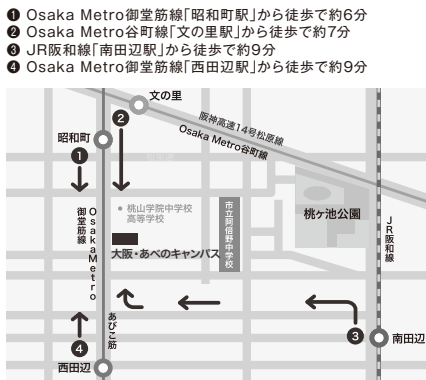 ❶ Osaka Metro御堂筋線「昭和町駅」から徒歩で約6分
❷ Osaka Metro谷町線「文の里駅」から徒歩で約7分
❸ JR阪和線「南田辺駅」から徒歩で約9分
❹ Osaka Metro御堂筋線「西田辺駅」から徒歩で約9分
文の里
❷
阪神高速14号松原線
Osaka Metro谷町線
昭和町
❶
桃山学院中学校
高等学校
市立阿倍野中学校
桃ヶ池公園
OsakaMetro
御堂筋線
JR阪和線
大阪・あべのキャンパス
あびこ筋
❸
南田辺
❹
西田辺